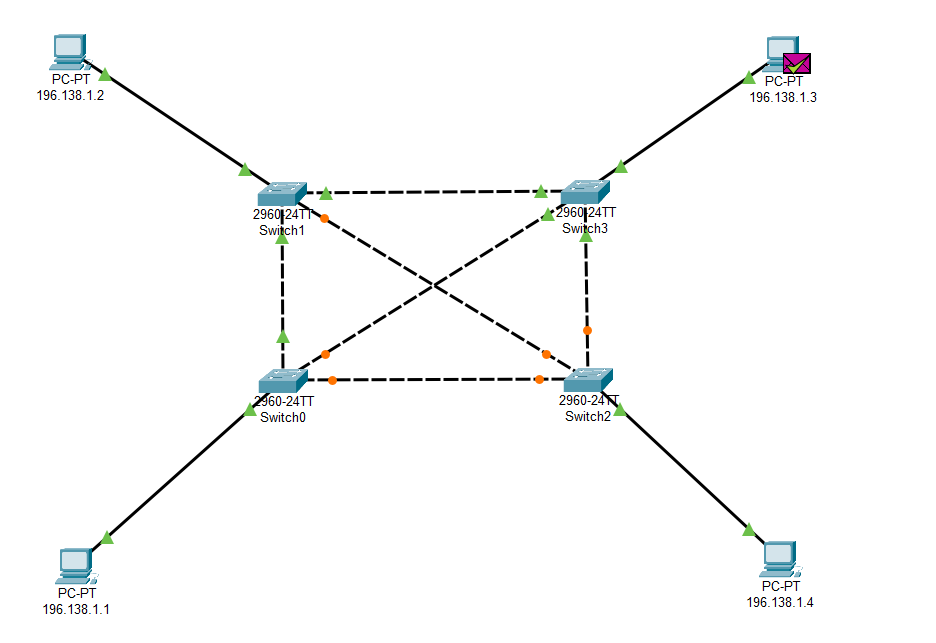 PC-PT
196.138.1.2
PC-PT
196.138.1.3
2960-24TT
Switch1
2960-24TT
Switch3
2960-24TT
Switch0
2960-24TT
Switch2
PC-PT
196.138.1.1
PC-PT
196.138.1.4